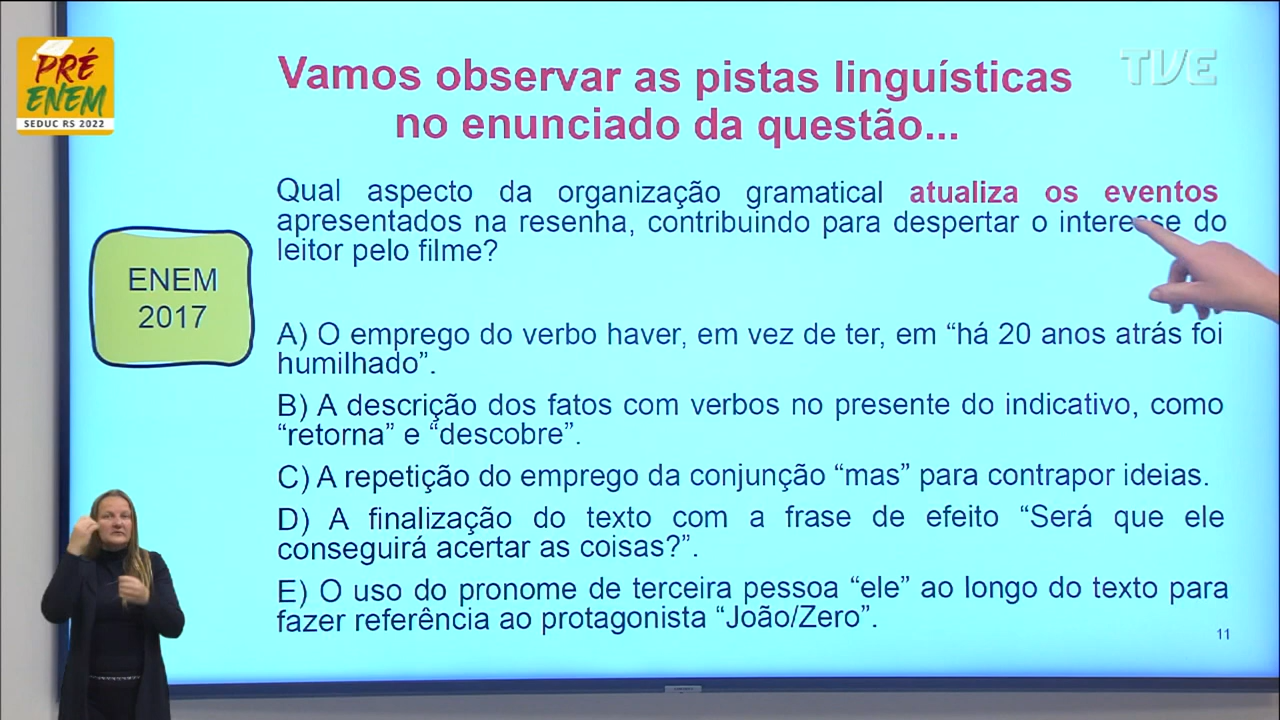 PRÉ
ENEM
SEDUC RS 2022
TVE
Vamos observar as pistas linguísticas
no enunciado da questão...
Qual aspecto da organização gramatical atualiza os eventos
apresentados na resenha, contribuindo para despertar o interesse do
leitor pelo filme?
ENEM
2017
A) O emprego do verbo haver, em vez de ter, em “há 20 anos atrás foi
humilhado”.
B) A descrição dos fatos com verbos no presente do indicativo, como
“retorna” e “descobre”.
C) A repetição do emprego da conjunção “mas” para contrapor ideias.
D) A finalização do texto com a frase de efeito “Será que ele
conseguirá acertar as coisas?”.
E) O uso do pronome de terceira pessoa “ele” ao longo do texto para
fazer referência ao protagonista “João/Zero”.
11